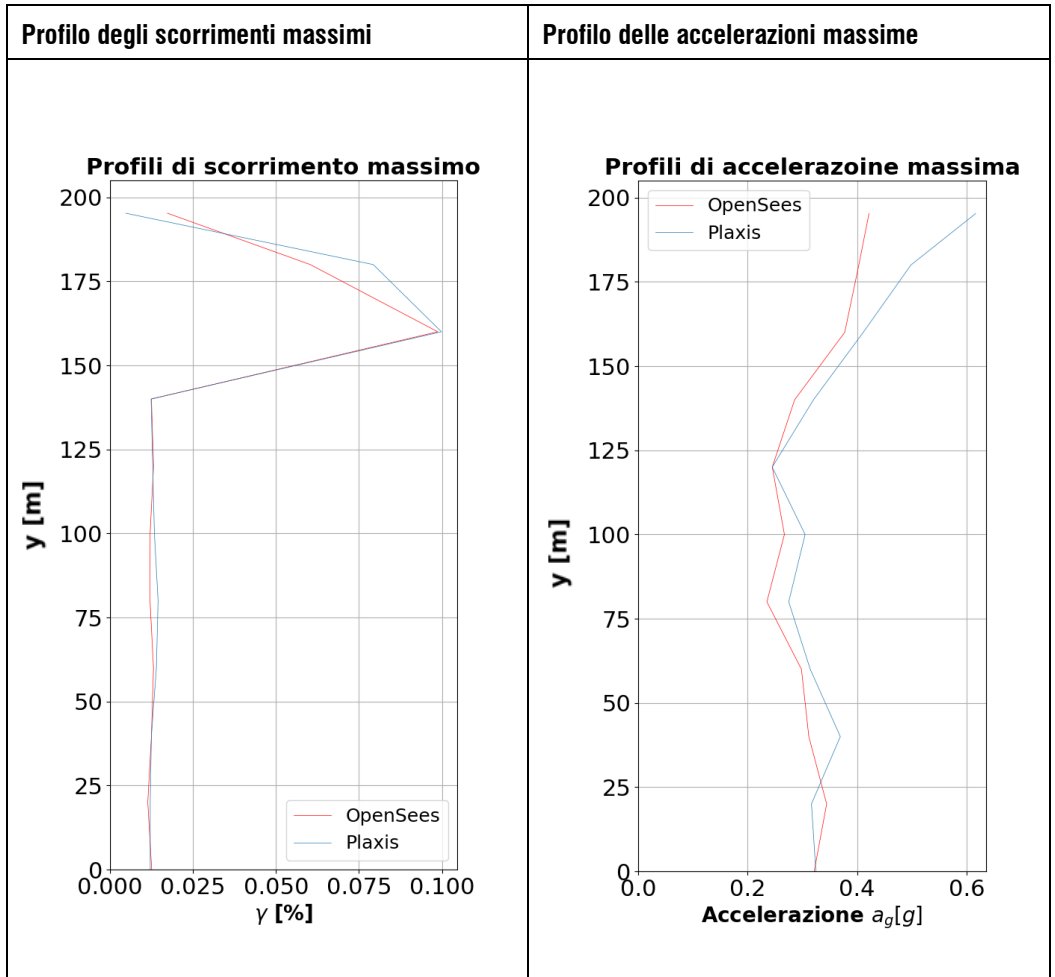 Profilo degli scorrimenti massimi
Profilo delle accelerazioni massime
Profili di scorrimento massimo
200
175
150
125
100
75
50
25
0
y [m]
0.000 0.025 0.050 0.075 0.100
γ [%]
OpenSees
Plaxis
Profili di accelerazoine massima
OpenSees
Plaxis
200
175
150
125
100
75
50
25
0
y [m]
0.0 0.2 0.4 0.6
Accelerazione a_g[g]